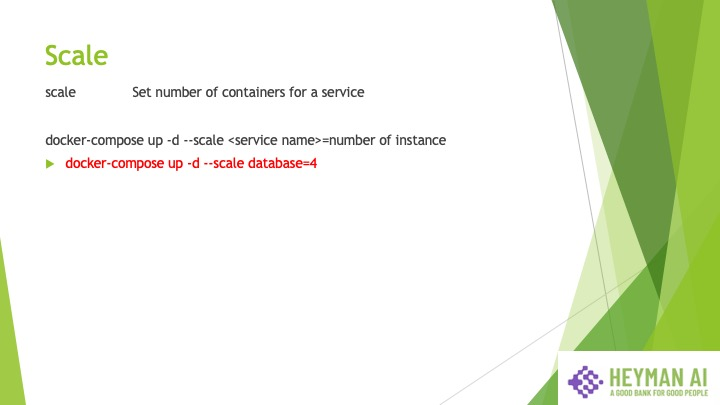 Scale
scale Set number of containers for a service
docker-compose up -d --scale <service name>=number of instance
docker-compose up -d --scale database=4
HEYMAN AI
A GOOD BANK FOR GOOD PEOPLE